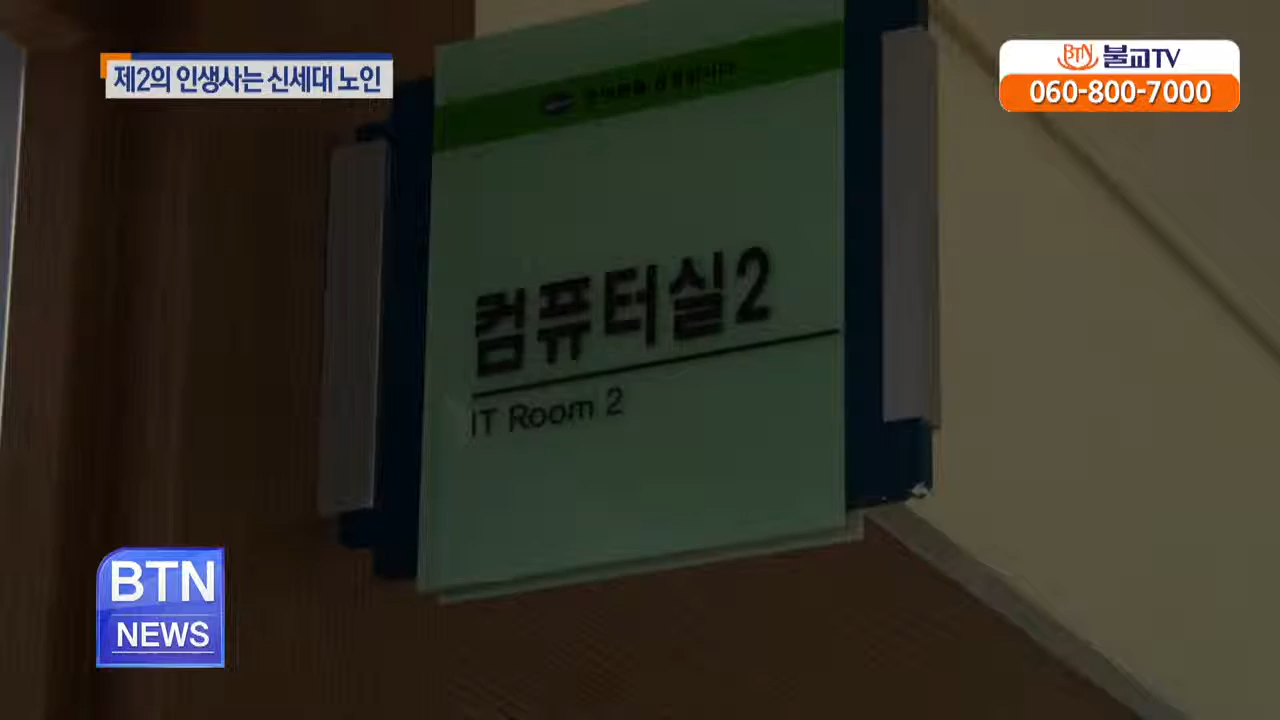 제2의 인생사는 신세대 노인
BTN 불교TV
060-800-7000
컴퓨터실2
IT Room 2
BTN
NEWS